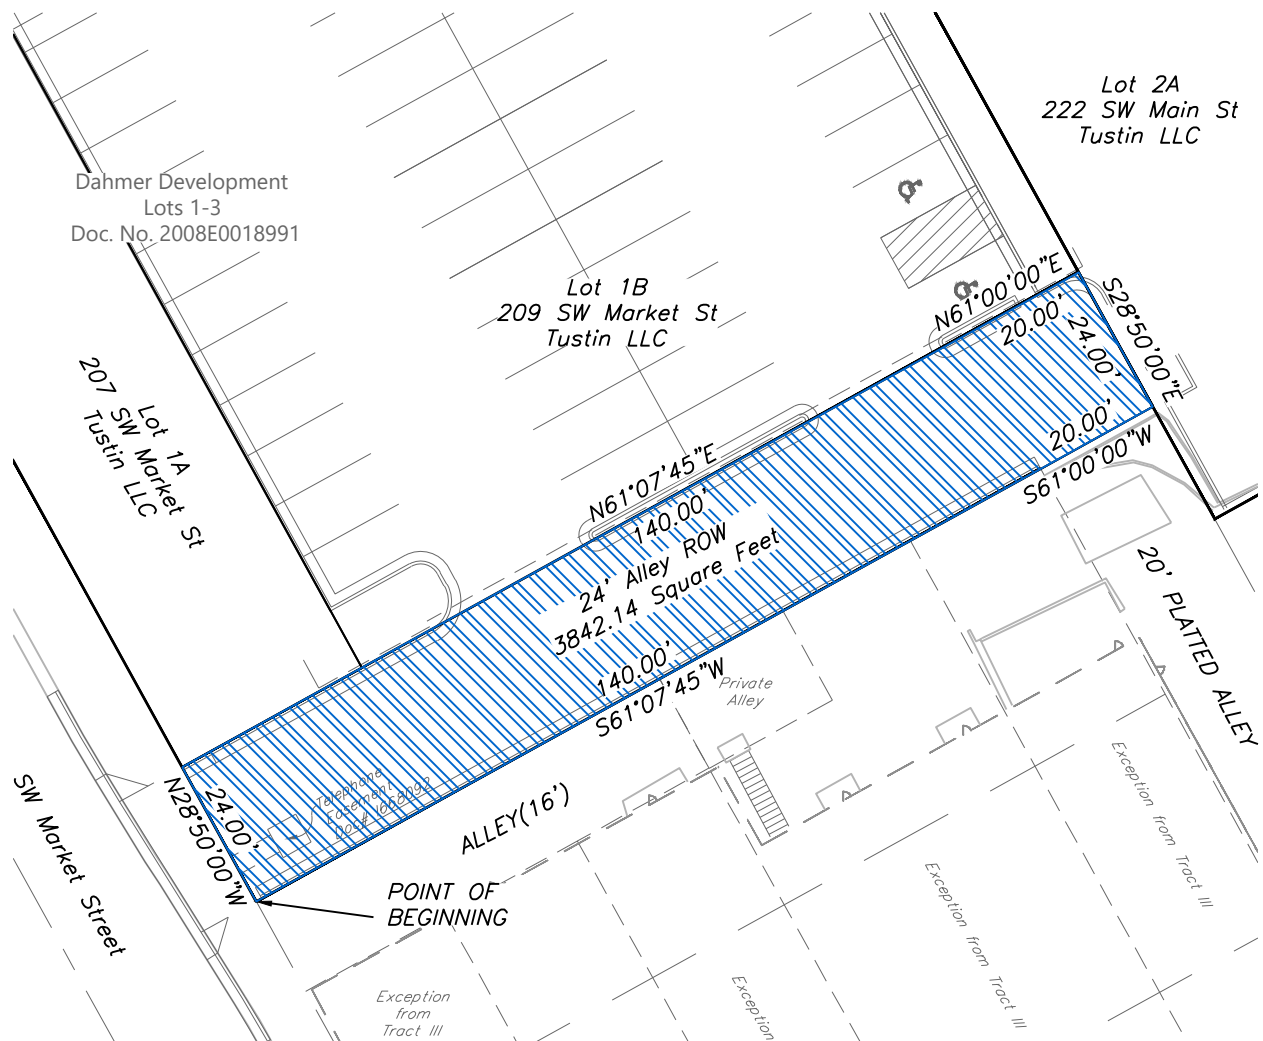 Lot 2A
222 SW Main St
Tustin LLC
Dahmer Development
Lots 1-3
Doc. No. 2008E0018991
Lot 1B
209 SW Market St
Tustin LLC
N61°00'00"E
20.00'
S28°50'00"E
24.00'
Lot 1A
207 SW Market St
Tustin LLC
N61°07'45"E
140.00'
20.00'
S61°00'00"W
24' Alley ROW
3842.14 Square Feet
140.00'
S61°07'45"W
Private
Alley
20' PLATTED ALLEY
N28°50'00"W
24.00'
Telephone
Easement
Doc# 1668092
SW Market Street
ALLEY(16')
POINT OF
BEGINNING
Exception from Tract III
Exception from Tract III
Exception
Exception
from
Tract III